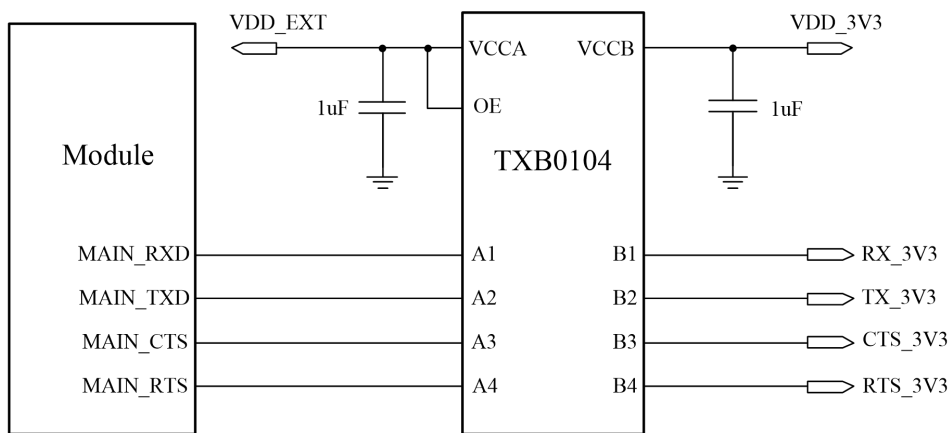 VDD_EXT
VDD_3V3
VCCA
VCCB
1uF
OE
1uF
Module
TXB0104
MAIN_RXD
A1
B1
RX_3V3
MAIN_TXD
A2
B2
TX_3V3
MAIN_CTS
A3
B3
CTS_3V3
MAIN_RTS
A4
B4
RTS_3V3